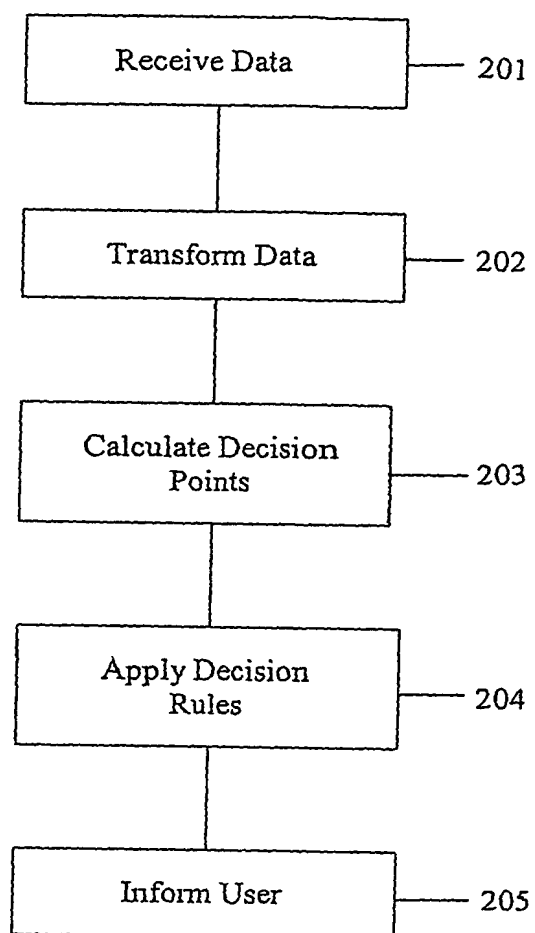 Receive Data
201
Transform Data
202
Calculate Decision
Points
203
Apply Decision
Rules
204
Inform User
205